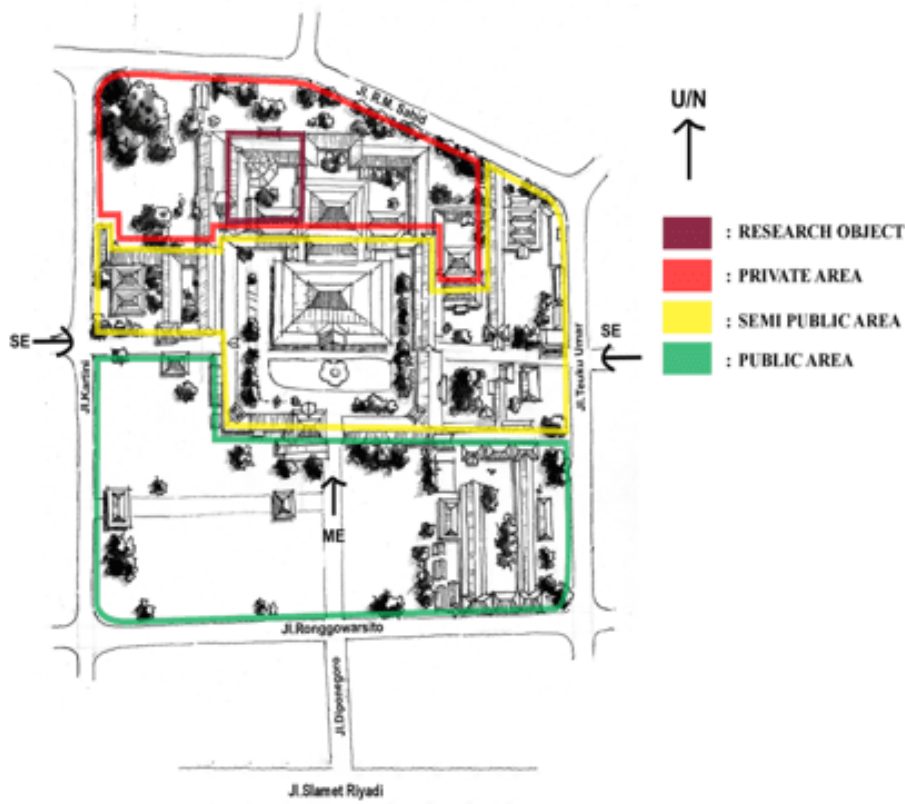 Jl. R.M. Sahid
U/N
: RESEARCH OBJECT
: PRIVATE AREA
: SEMI PUBLIC AREA
: PUBLIC AREA
SE
SE
Jl.Kartini
Jl.Teuku Umar
ME
Jl.Ronggowarsito
Jl.Diponegoro
Jl.Slamet Riyadi